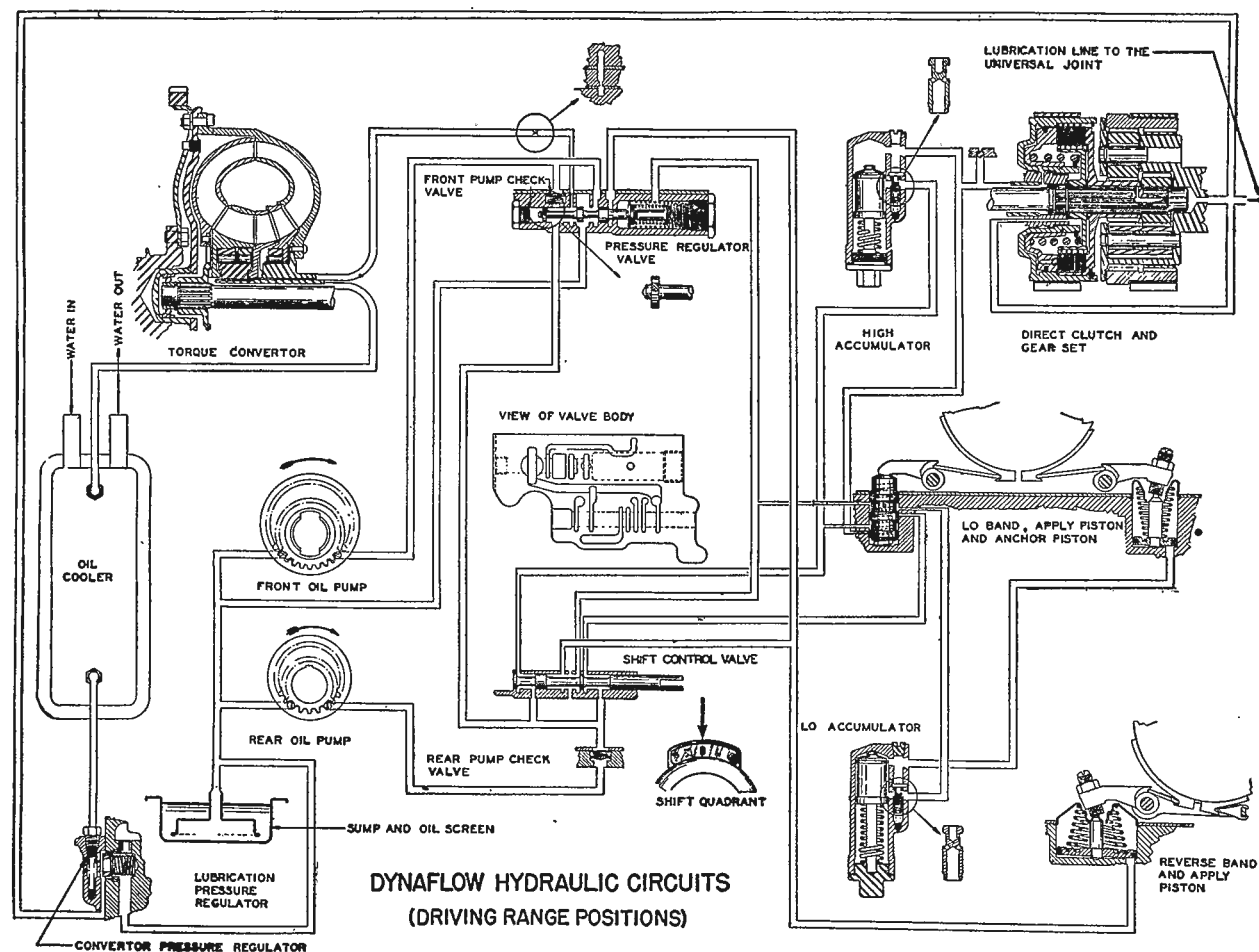 LUBRICATION LINE TO THE
UNIVERSAL JOINT
FRONT PUMP CHECK
VALVE
PRESSURE REGULATOR
VALVE
WATER IN
WATER OUT
TORQUE CONVERTOR
HIGH
ACCUMULATOR
DIRECT CLUTCH AND
GEAR SET
VIEW OF VALVE BODY
OIL
COOLER
FRONT OIL PUMP
LO BAND, APPLY PISTON
AND ANCHOR PISTON
SHIFT CONTROL VALVE
REAR OIL PUMP
REAR PUMP CHECK
VALVE
LO ACCUMULATOR
SHIFT QUADRANT
SUMP AND OIL SCREEN
LUBRICATION
PRESSURE
REGULATOR
REVERSE BAND
AND APPLY
PISTON
DYNAFLOW HYDRAULIC CIRCUITS
(DRIVING RANGE POSITIONS)
CONVERTOR PRESSURE REGULATOR